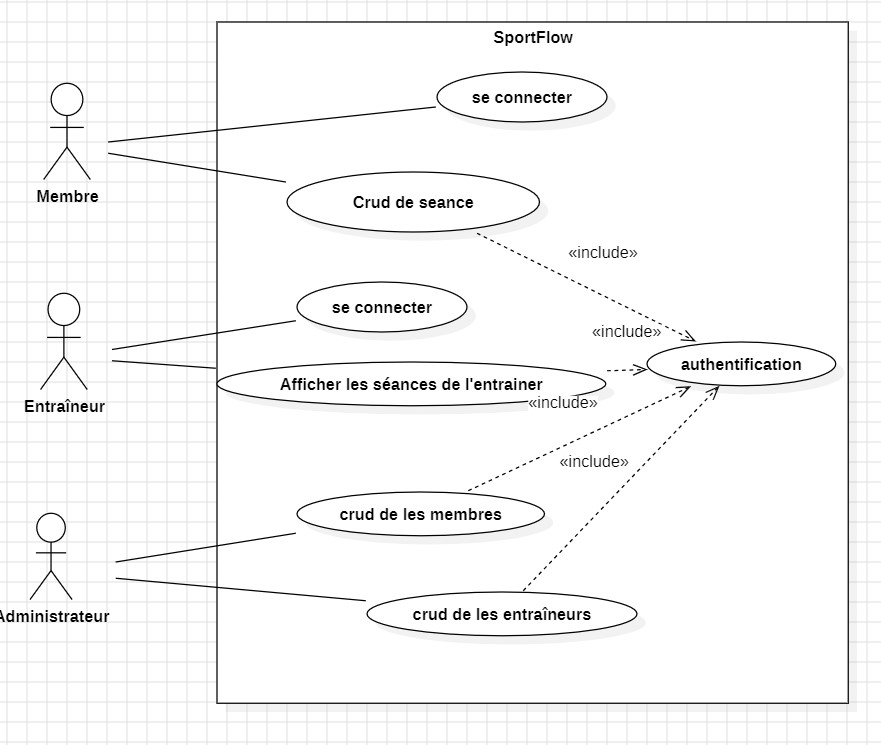 SportFlow
se connecter
Membre
Crud de seance
«include»
se connecter
«include»
authentification
Entraîneur
Afficher les séances de l'entrainer
«include»
«include»
crud de les membres
Administrateur
crud de les entraîneurs